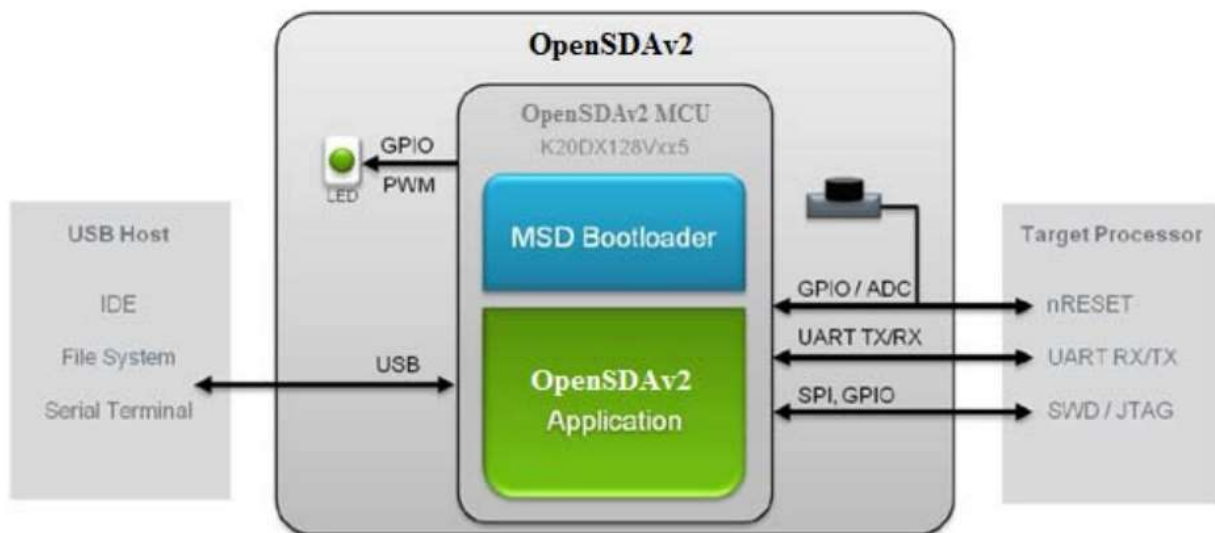 OpenSDAv2
OpenSDAv2 MCU
K20DX128Vxx5
GPIO
PWM
LED
MSD Bootloader
USB Host
IDE
File System
Serial Terminal
USB
OpenSDAv2
Application
GPIO / ADC
UART TX/RX
SPI, GPIO
Target Processor
nRESET
UART RX/TX
SWD / JTAG